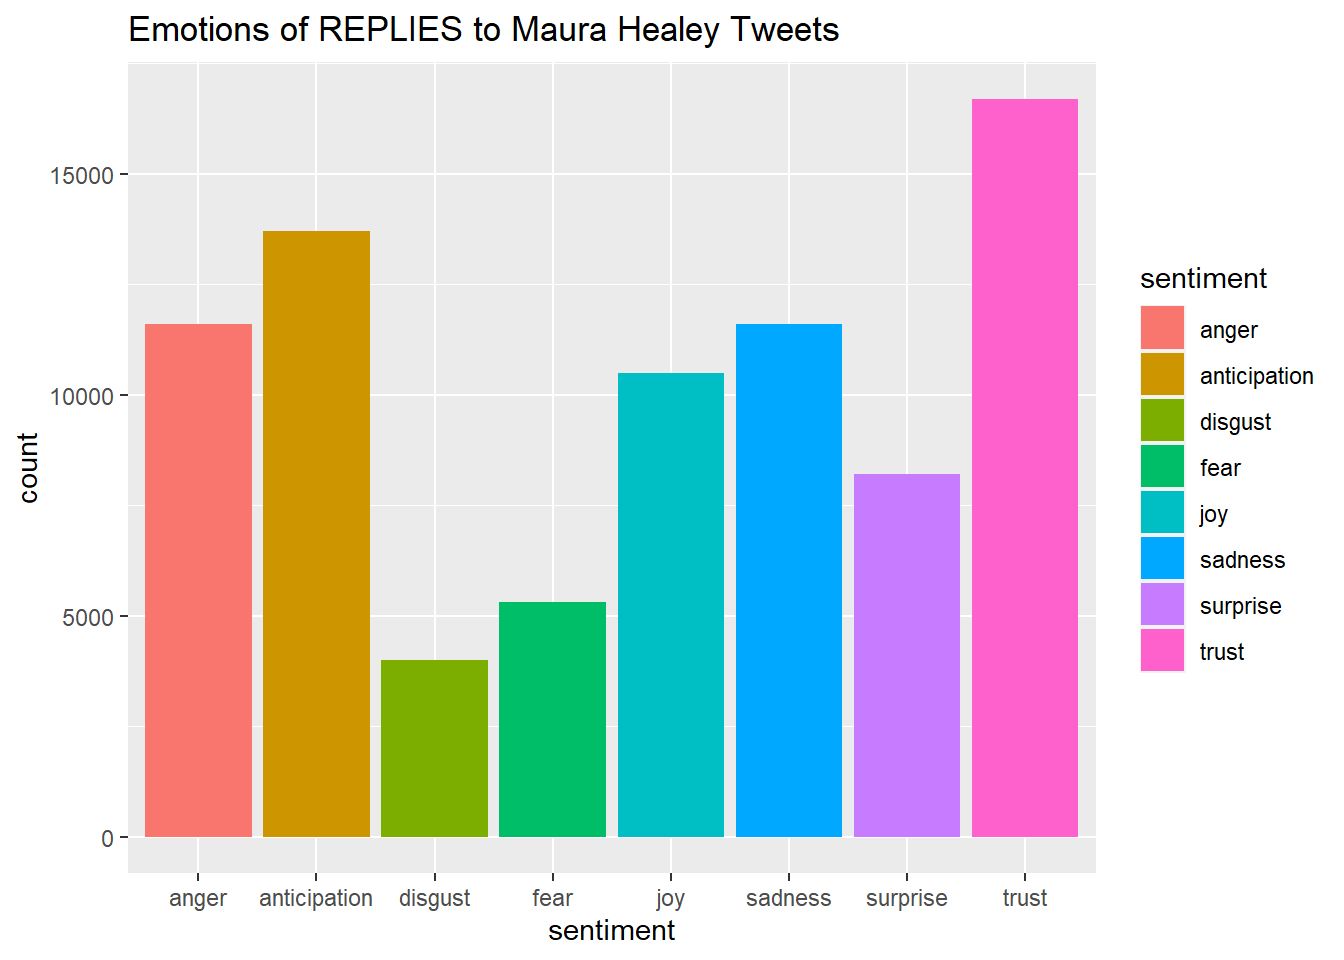 Emotions of REPLIES to Maura Healey Tweets
15000
10000
5000
0
count
anger anticipation disgust fear joy sadness surprise trust
sentiment
sentiment
anger
anticipation
disgust
fear
joy
sadness
surprise
trust